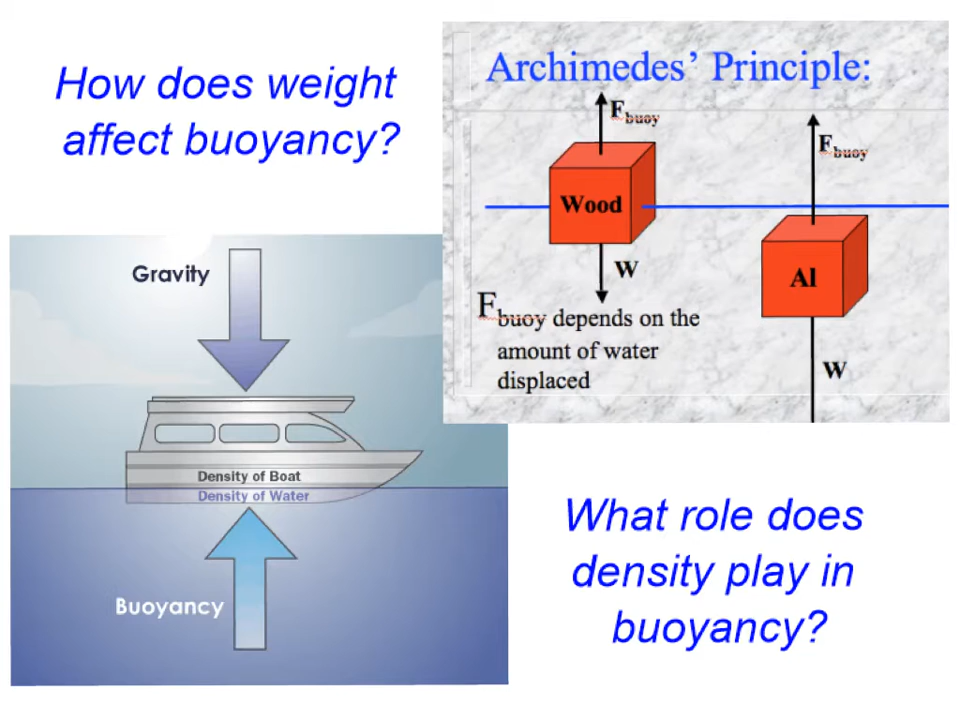 How does weight
affect buoyancy?
Archimedes' Principle:
Fbuoy
Fbuoy
Wood
Al
W
W
Fbuoy depends on the
amount of water
displaced
Gravity
Density of Boat
Density of Water
Buoyancy
What role does
density play in
buoyancy?